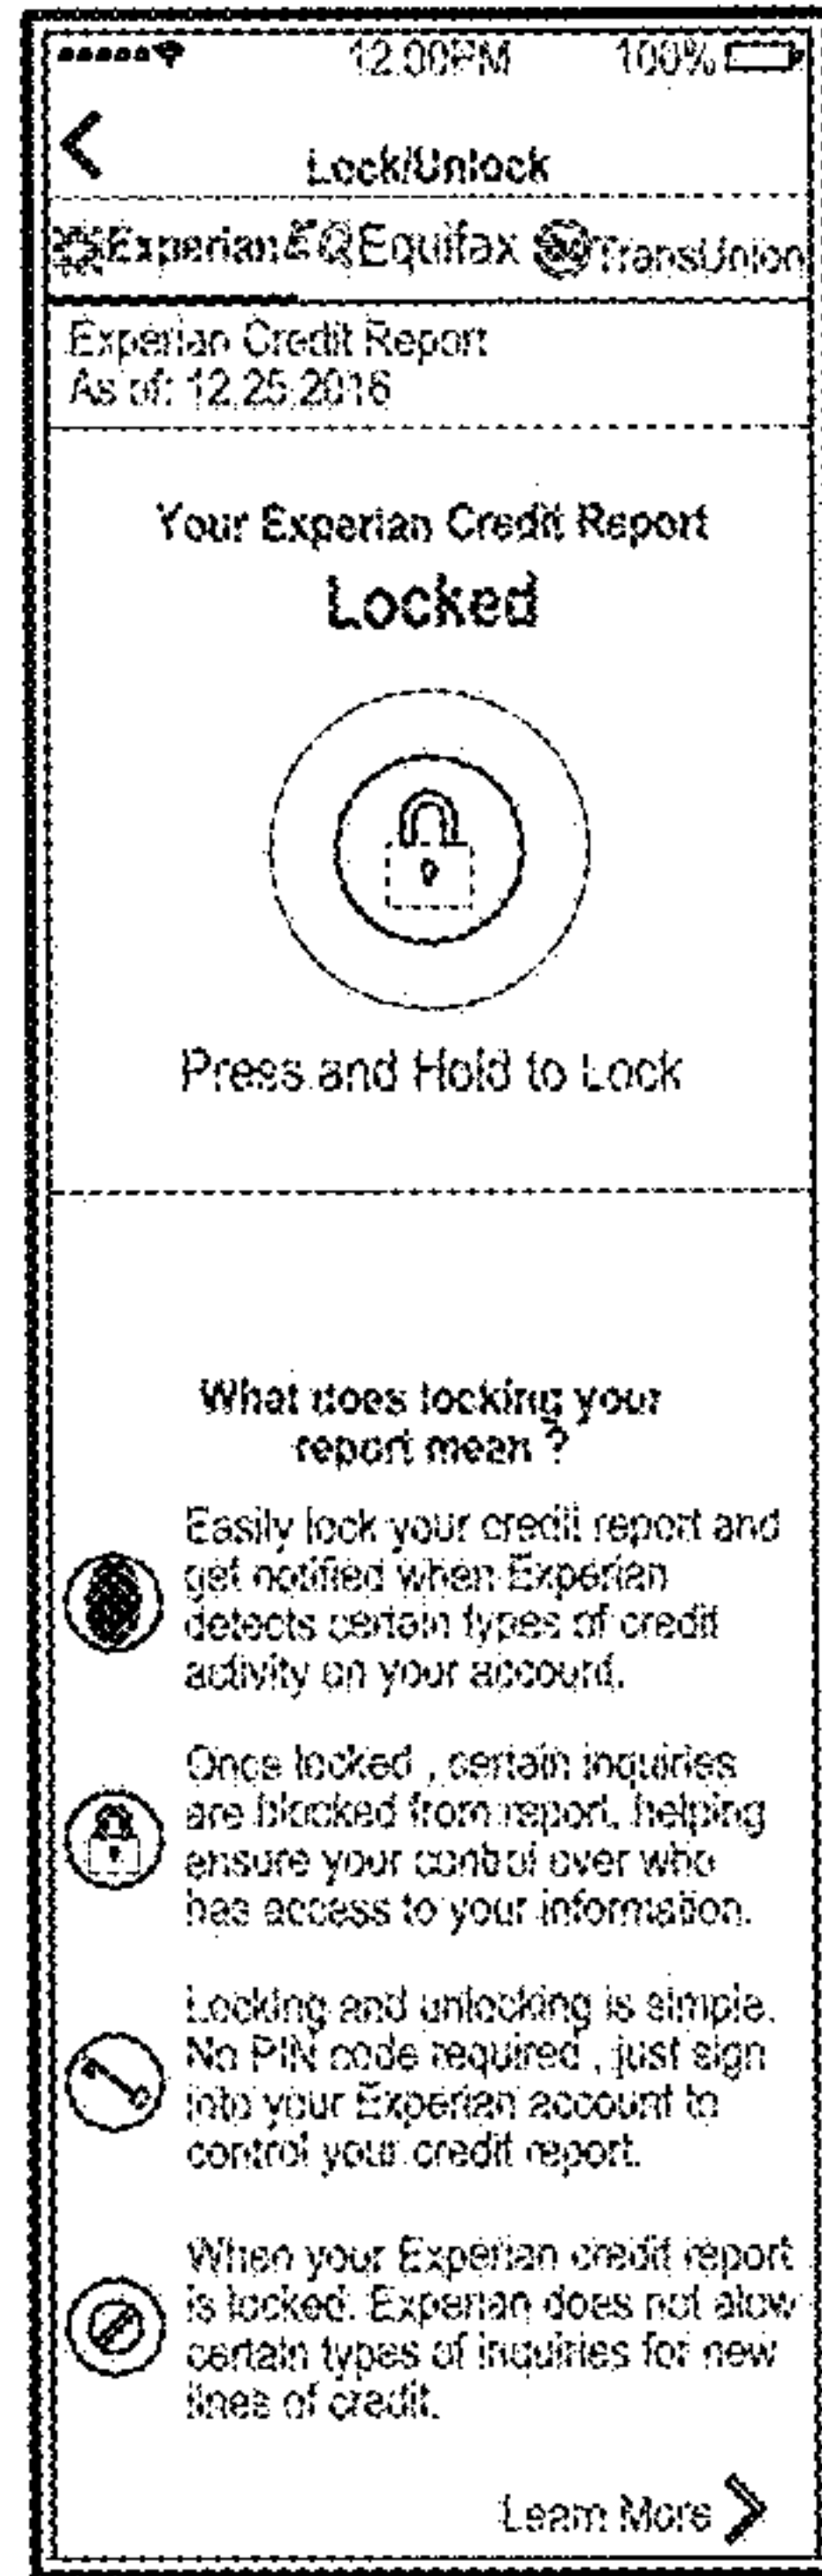 12:00PM 100%
Lock/Unlock
Experian EQ Equifax TransUnion
Experian Credit Report
As of: 12.25.2016
Your Experian Credit Report
Locked
Press and Hold to Lock
What does locking your
report mean ?
Easily lock your credit report and
get notified when Experian
detects certain types of credit
activity on your account.
Once locked , certain inquiries
are blocked from report, helping
ensure your control over who
has access to your information.
Locking and unlocking is simple.
No PIN code required , just sign
into your Experian account to
control your credit report.
When your Experian credit report
is locked. Experian does not alow
certain types of inquiries for new
lines of credit.
Learn More